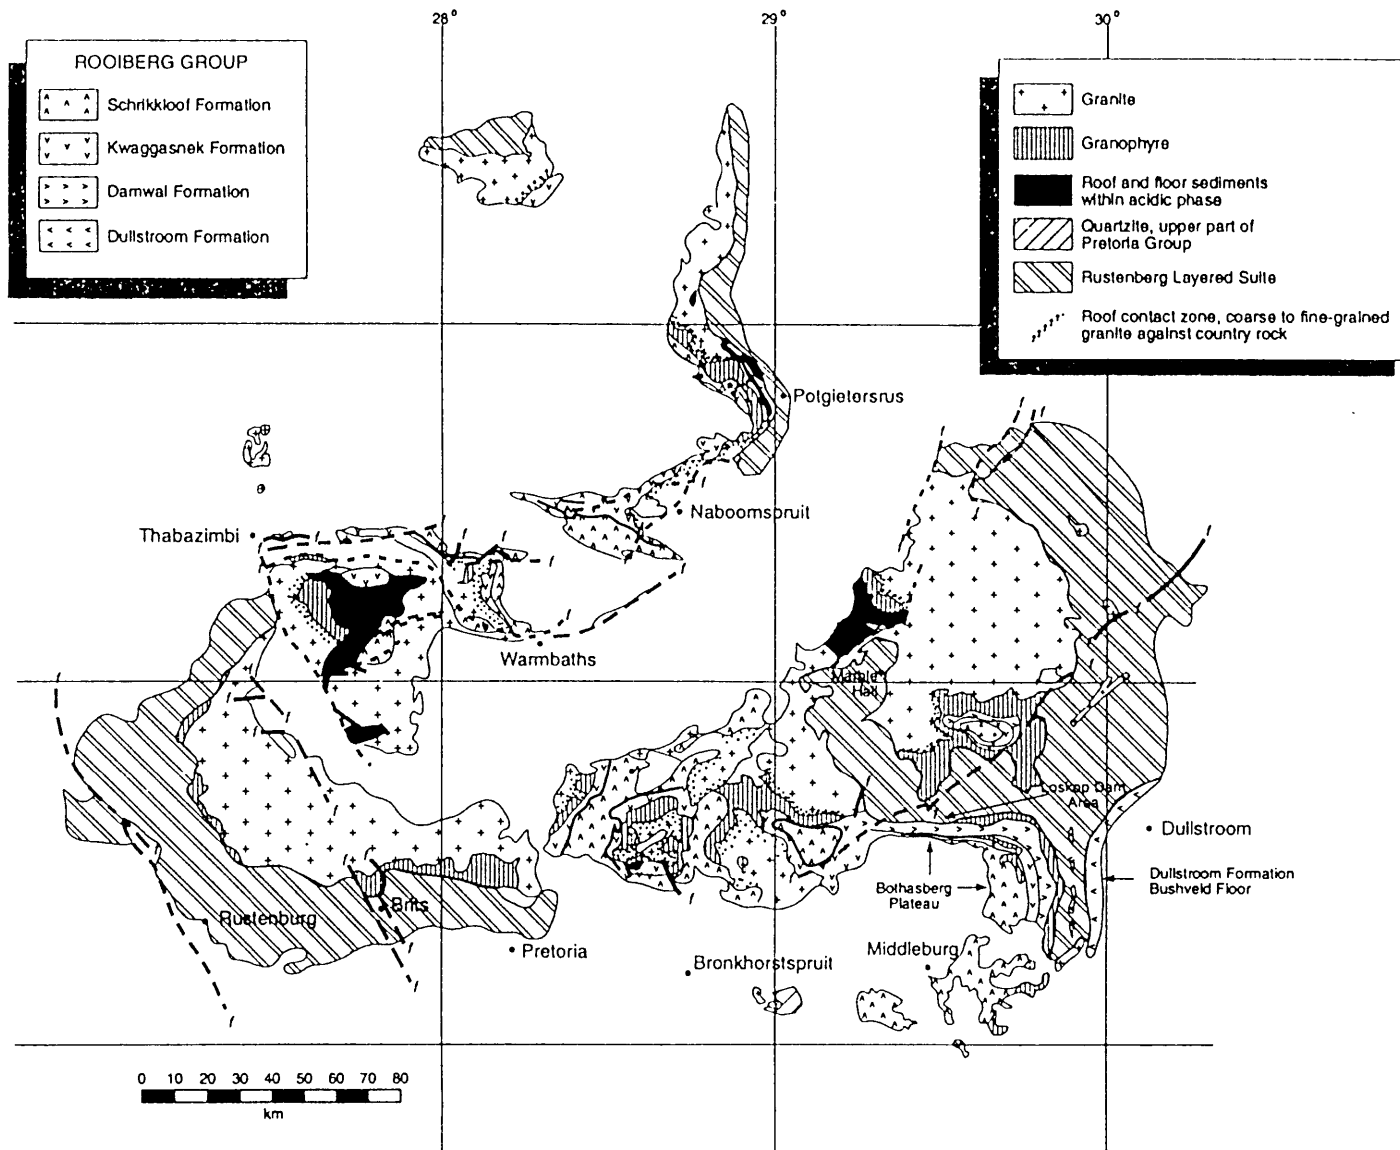 28°
29°
30°
ROOIBERG GROUP
Schrikkloof Formation
Kwaggasnek Formation
Damwal Formation
Dullstroom Formation
Granite
Granophyre
Roof and floor sediments
within acidic phase
Quartzite, upper part of
Pretoria Group
Rustenberg Layered Suite
Roof contact zone, coarse to fine-grained
granite against country rock
Potgietersrus
Naboomspruit
Thabazimbi
Warmbaths
Marble
Hall
Loskop Dam
Area
Dullstroom
Dullstroom Formation
Bushveld Floor
Bothasberg
Plateau
Rustenburg
Brits
Pretoria
Bronkhorstspruit
Middleburg
0 10 20 30 40 50 60 70 80
km